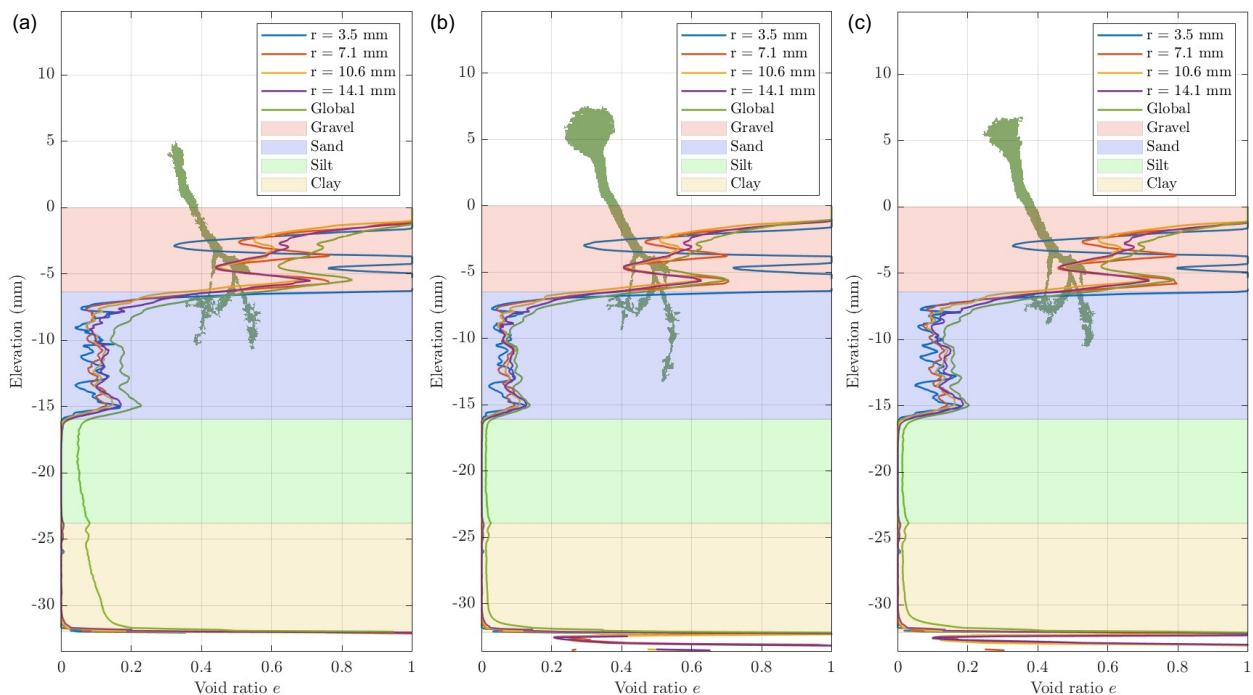 (a)
r = 3.5 mm
r = 7.1 mm
r = 10.6 mm
r = 14.1 mm
Global
Gravel
Sand
Silt
Clay
10
5
0
-5
-10
-15
-20
-25
-30
Elevation (mm)
0
0.2
0.4
0.6
0.8
1
Void ratio e
(b)
r = 3.5 mm
r = 7.1 mm
r = 10.6 mm
r = 14.1 mm
Global
Gravel
Sand
Silt
Clay
10
5
0
-5
-10
-15
-20
-25
-30
Elevation (mm)
0
0.2
0.4
0.6
0.8
1
Void ratio e
(c)
r = 3.5 mm
r = 7.1 mm
r = 10.6 mm
r = 14.1 mm
Global
Gravel
Sand
Silt
Clay
10
5
0
-5
-10
-15
-20
-25
-30
Elevation (mm)
0
0.2
0.4
0.6
0.8
1
Void ratio e